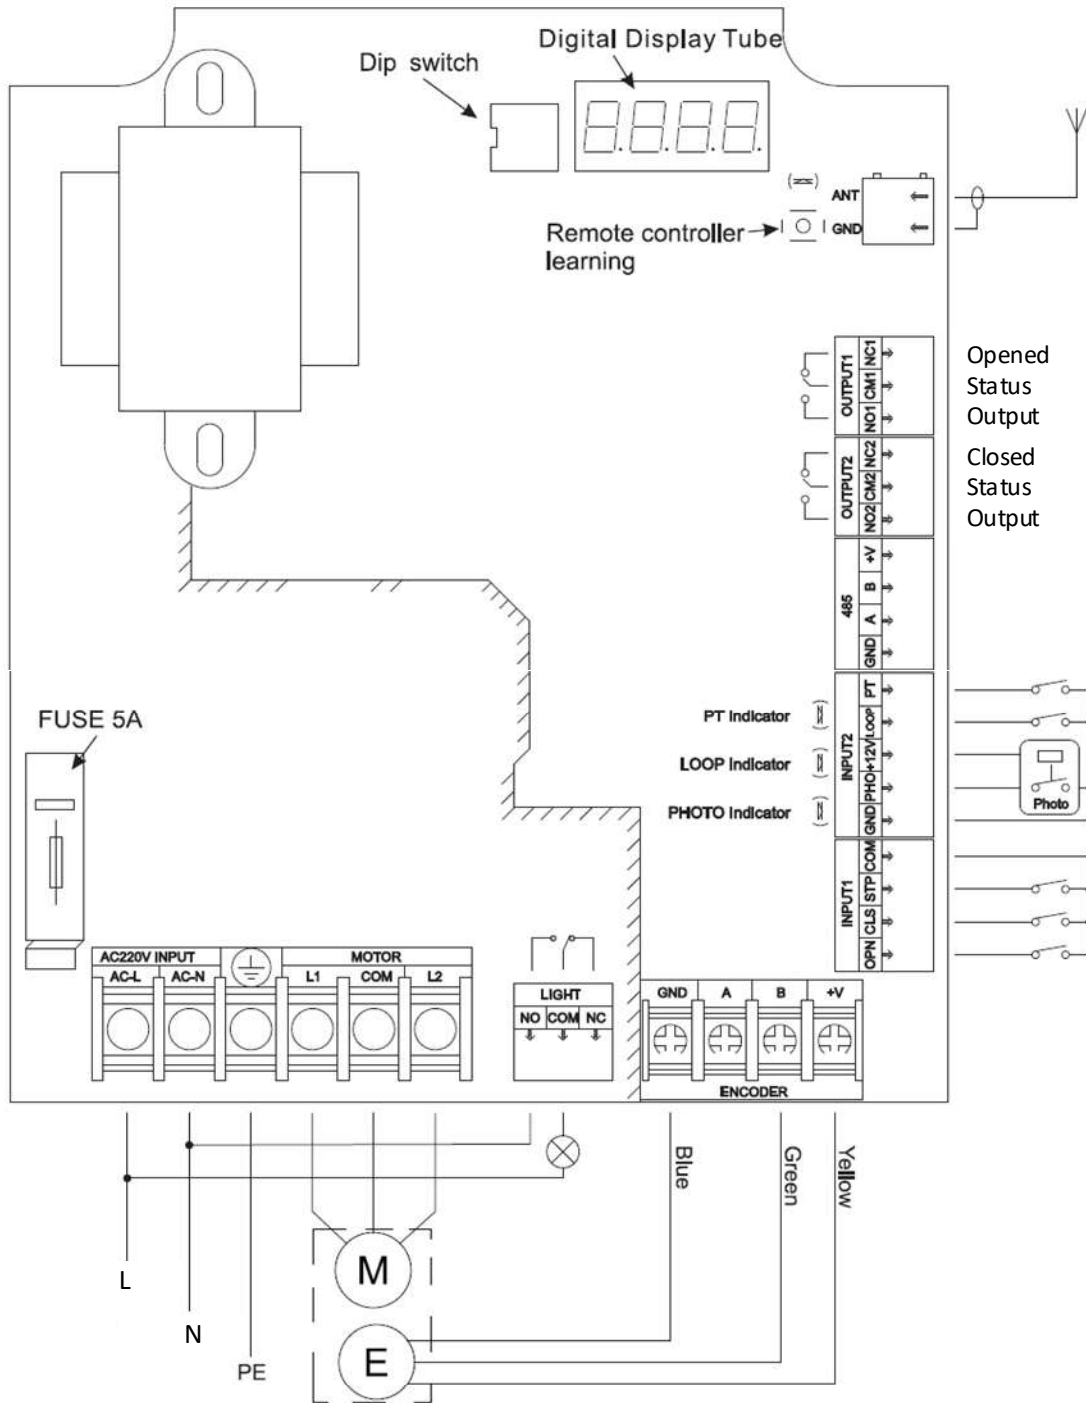 Digital Display Tube
Dip switch
ANT
GND
Remote controller
learning
OUTPUT1
NC1
CM1
NO1
Opened
Status
Output
OUTPUT2
NC2
CM2
NO2
Closed
Status
Output
485
+V
B
A
GND
FUSE 5A
PT Indicator
LOOP Indicator
PHOTO Indicator
INPUT2
PT
LOOP
+12V
PHO
GND
Photo
INPUT1
COM
STP
CLS
OPN
AC220V INPUT
MOTOR
AC-L
AC-N
L1
COM
L2
LIGHT
NO
COM
NC
GND
A
B
+V
ENCODER
Blue
Green
Yellow
M
E
L
N
PE